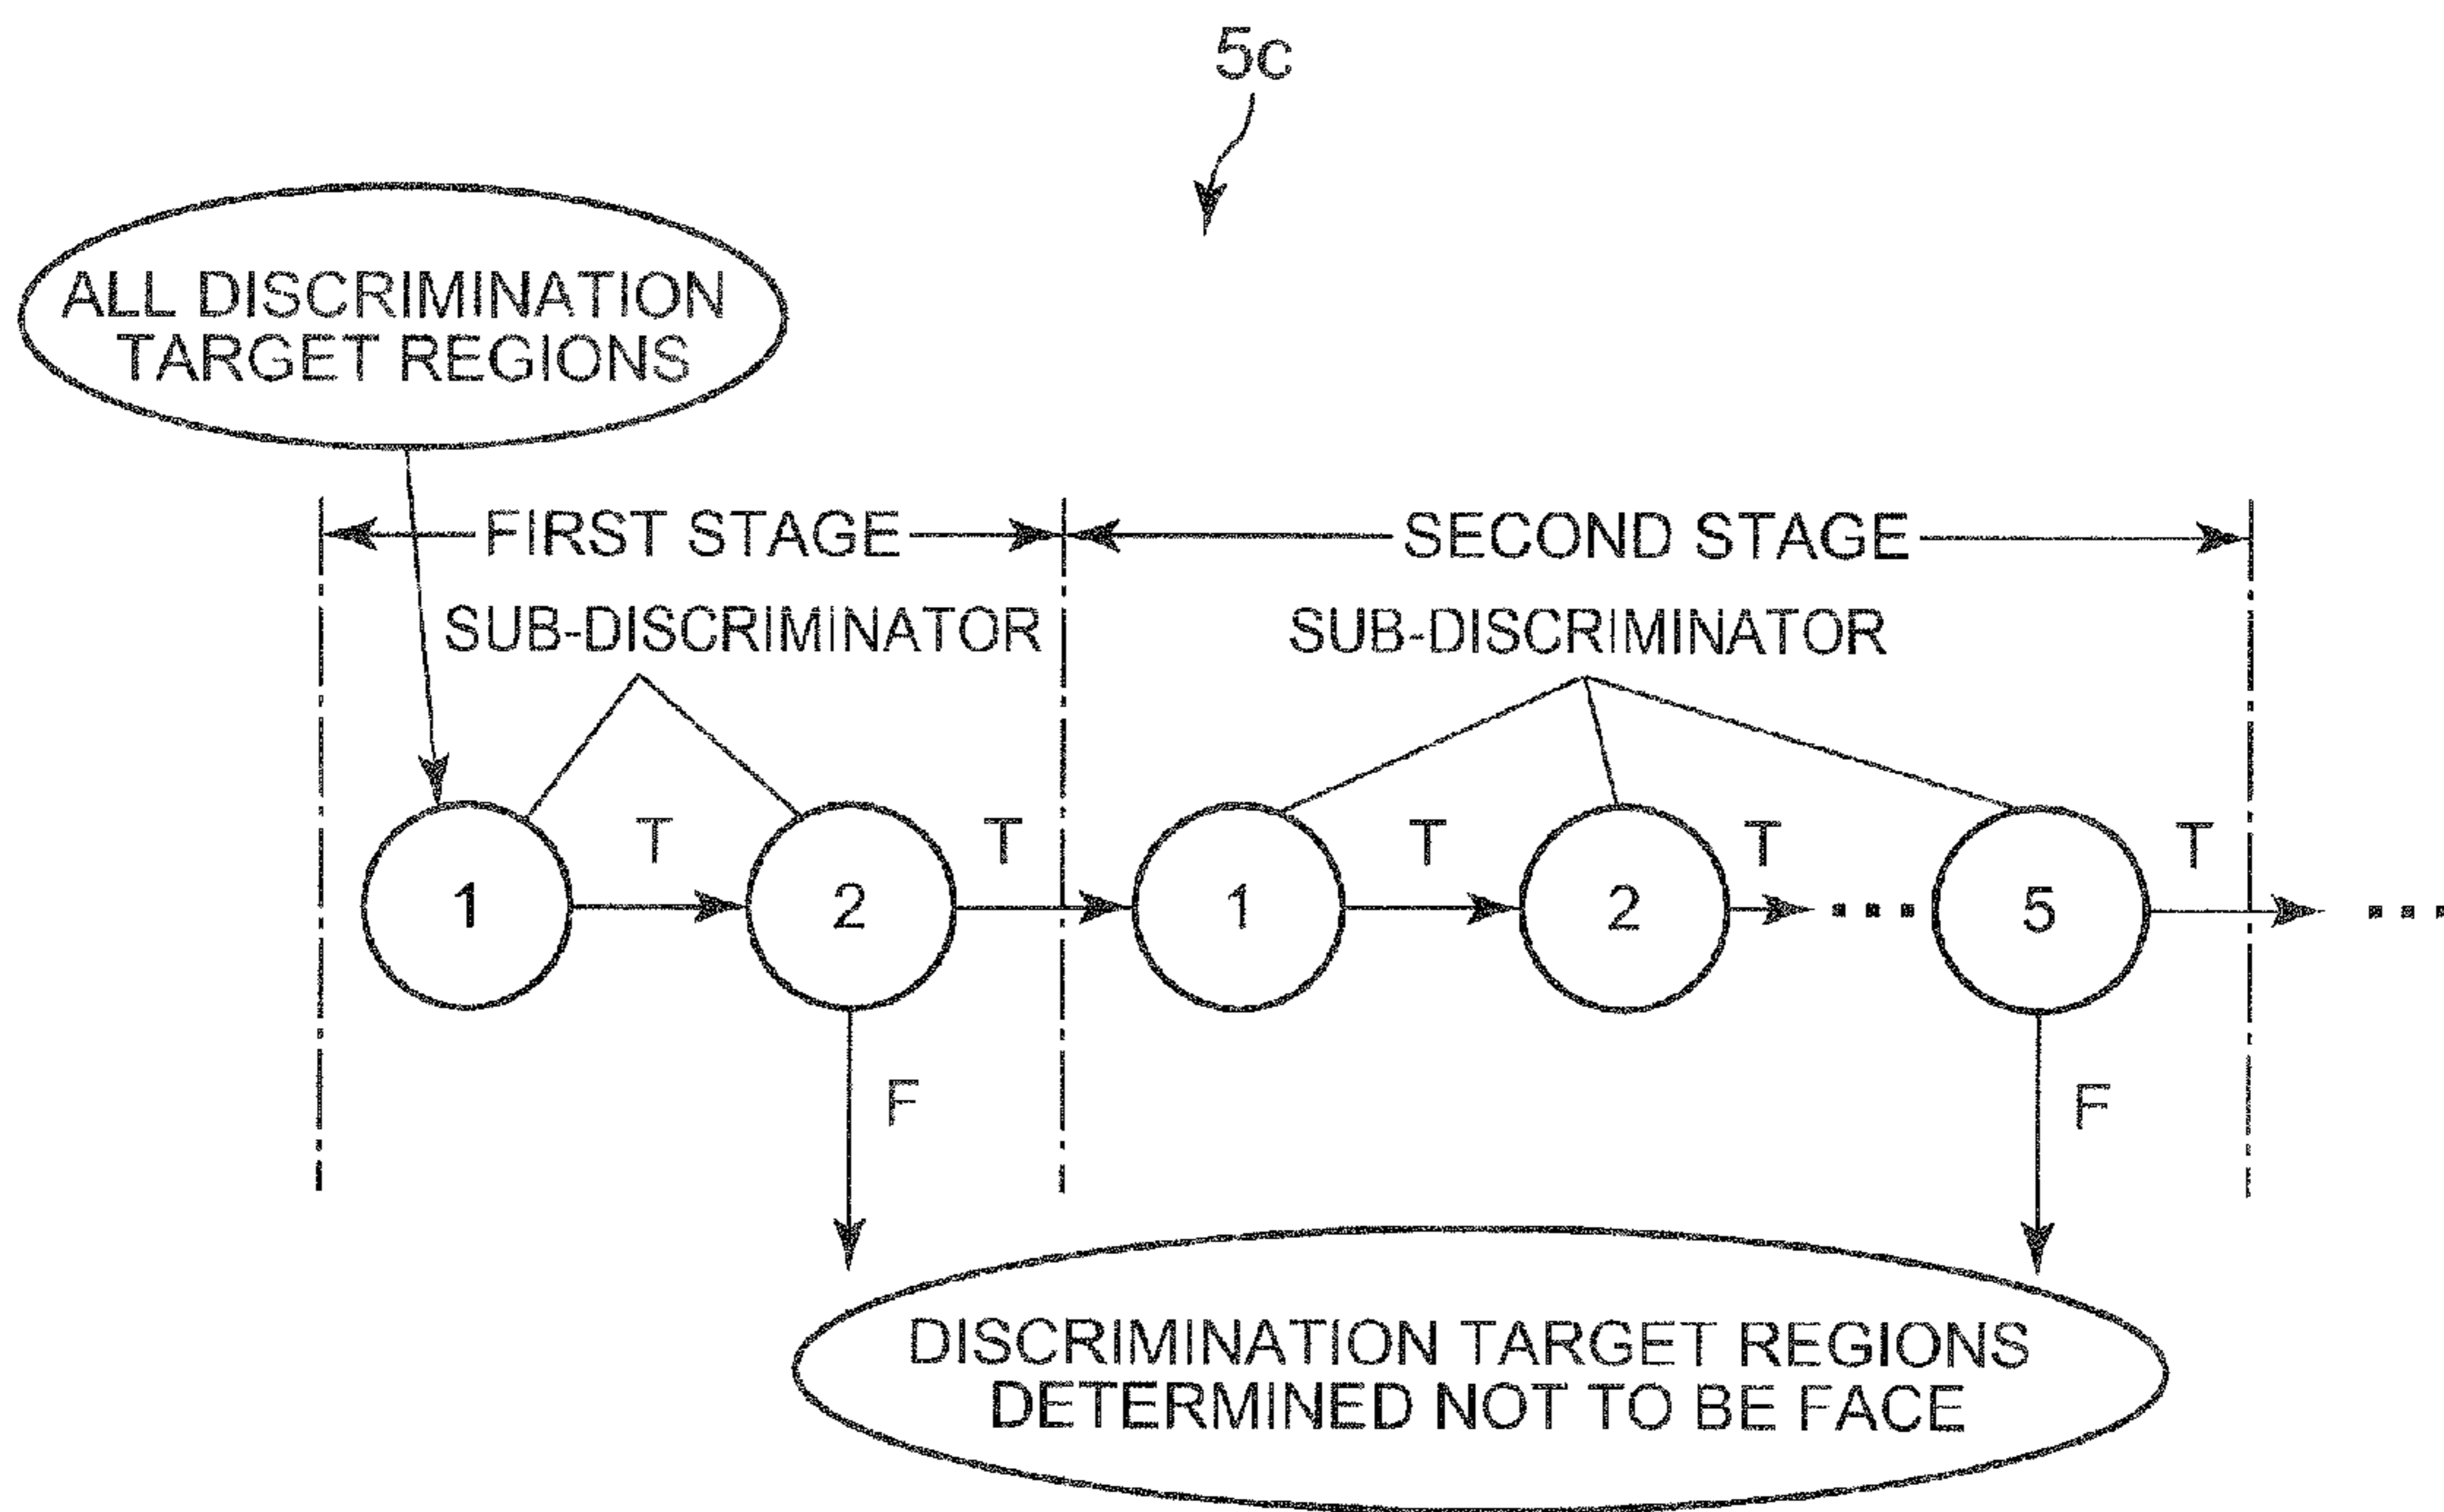 5c
ALL DISCRIMINATION
TARGET REGIONS
FIRST STAGE
SECOND STAGE
SUB-DISCRIMINATOR
SUB-DISCRIMINATOR
1
T
2
T
1
T
2
T
...
5
T
...
F
F
DISCRIMINATION TARGET REGIONS
DETERMINED NOT TO BE FACE